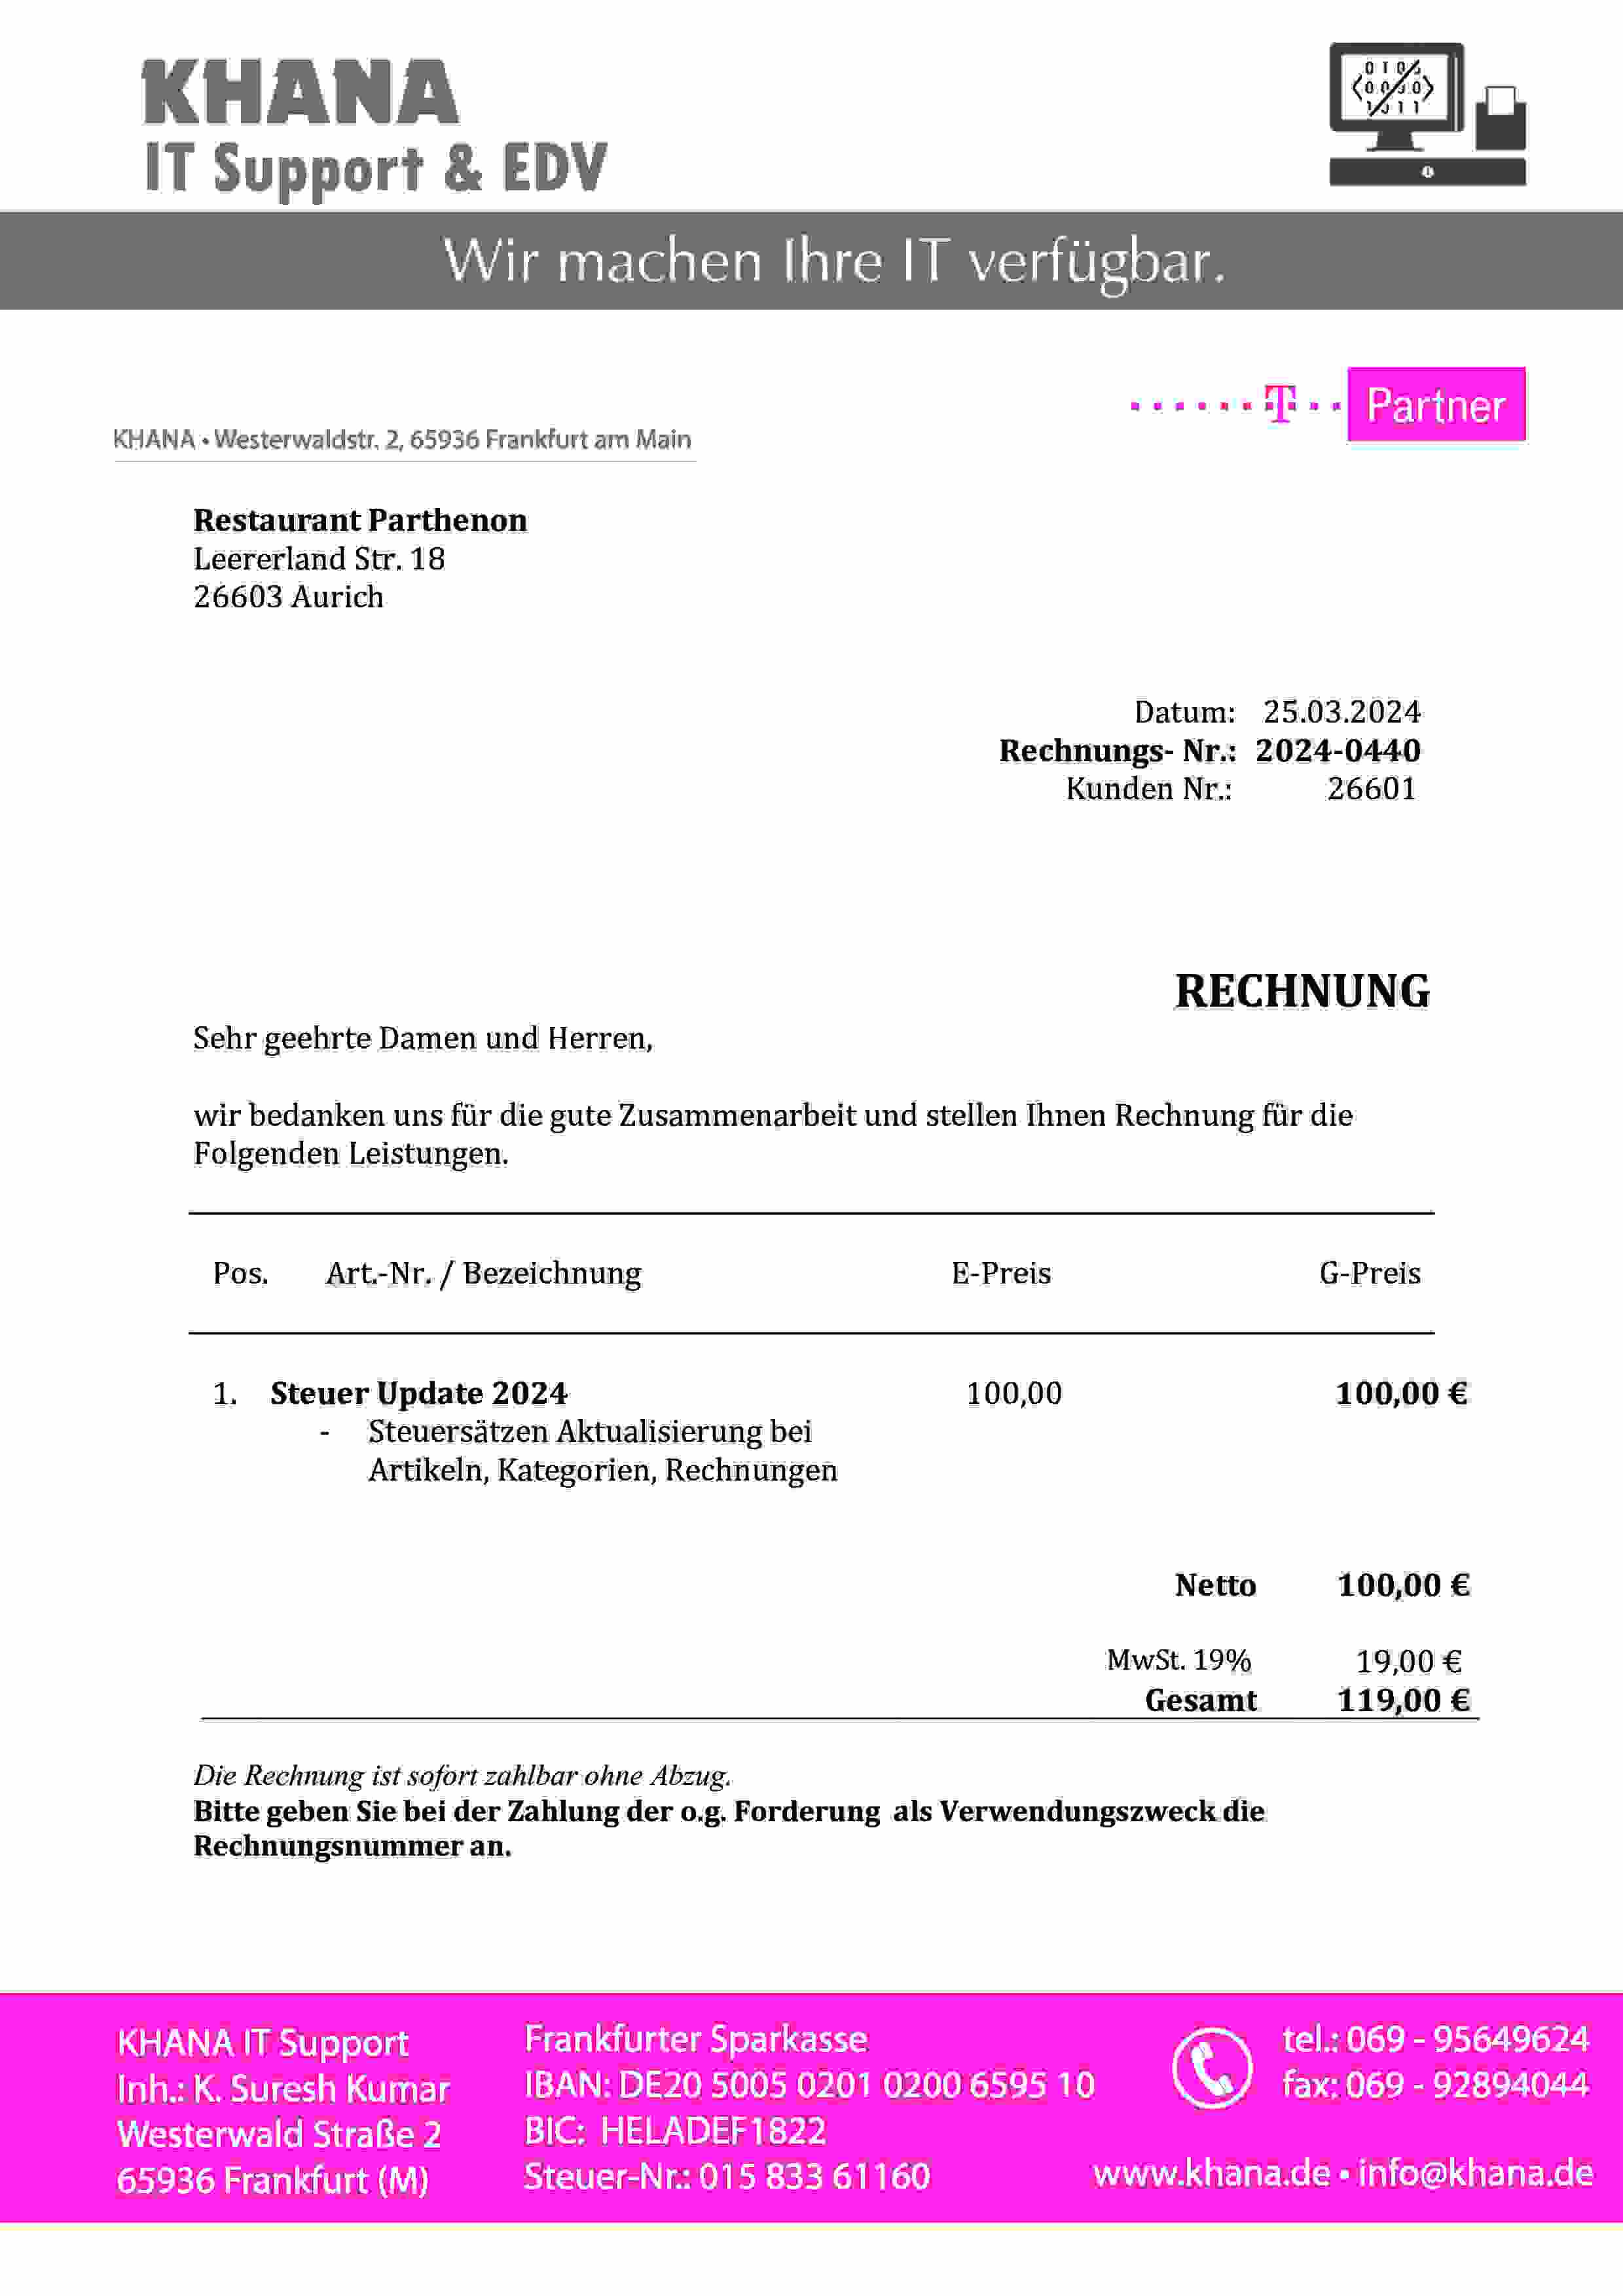 KHANA
IT Support & EDV
Wir machen Ihre IT verfügbar.
T Partner
KHANA • Westerwaldstr. 2, 65936 Frankfurt am Main
Restaurant Parthenon
Leererland Str. 18
26603 Aurich
Datum: 25.03.2024
Rechnungs- Nr.: 2024-0440
Kunden Nr.: 26601
RECHNUNG
Sehr geehrte Damen und Herren,
wir bedanken uns für die gute Zusammenarbeit und stellen Ihnen Rechnung für die
Folgenden Leistungen.
Pos. Art.-Nr. / Bezeichnung E-Preis G-Preis
1. Steuer Update 2024 100,00 100,00 €
- Steuersätzen Aktualisierung bei
Artikeln, Kategorien, Rechnungen
Netto 100,00 €
MwSt. 19% 19,00 €
Gesamt 119,00 €
Die Rechnung ist sofort zahlbar ohne Abzug.
Bitte geben Sie bei der Zahlung der o.g. Forderung als Verwendungszweck die
Rechnungsnummer an.
KHANA IT Support
Inh.: K. Suresh Kumar
Westerwald Straße 2
65936 Frankfurt (M)
Frankfurter Sparkasse
IBAN: DE20 5005 0201 0200 6595 10
BIC: HELADEF1822
Steuer-Nr.: 015 833 61160
tel.: 069 - 95649624
fax: 069 - 92894044
www.khana.de • info@khana.de